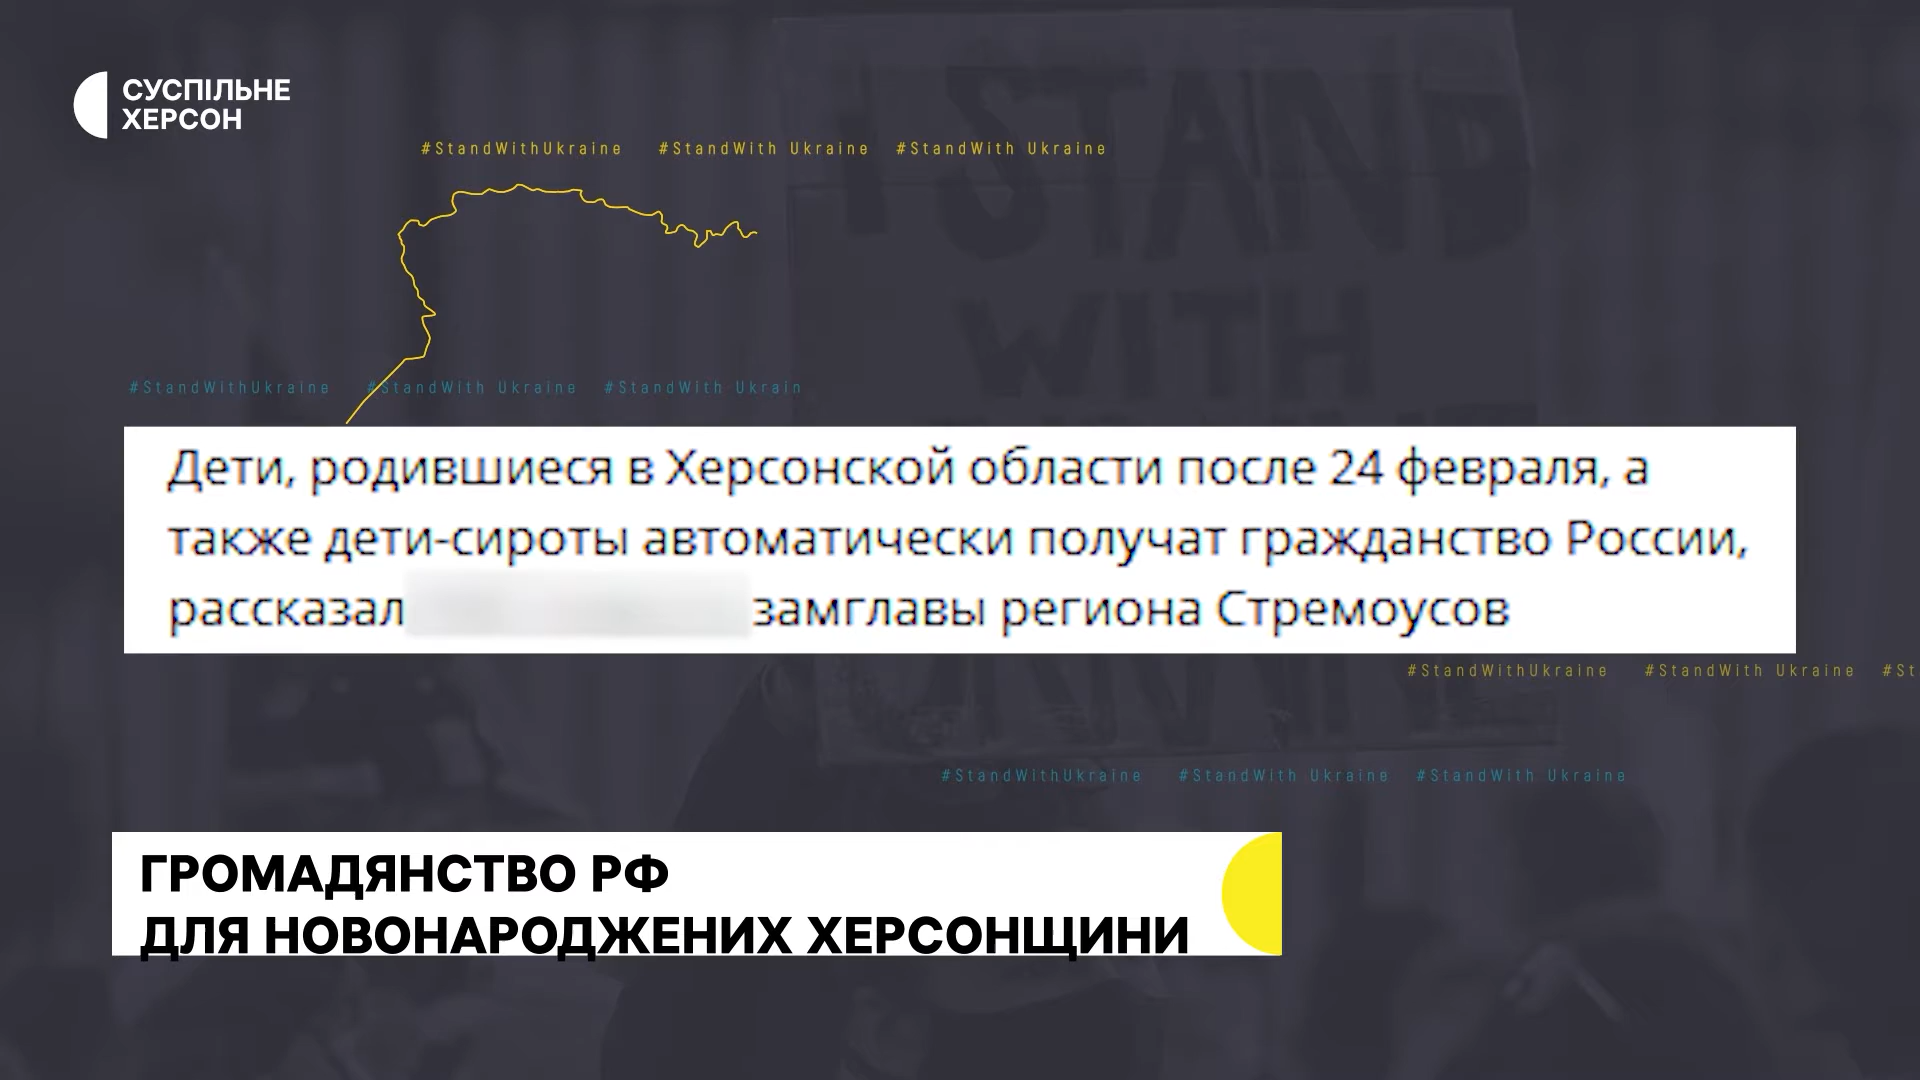 СУСПІЛЬНЕ
ХЕРСОН
#StandWithUkraine #StandWith Ukraine #StandWith Ukraine
I STAND
WITH
#StandWithUkraine #StandWith Ukraine #StandWith Ukrain
Дети, родившиеся в Херсонской области после 24 февраля, а
также дети-сироты автоматически получат гражданство России,
рассказал замглавы региона Стремоусов
#StandWithUkraine #StandWith Ukraine #St
#StandWithUkraine #StandWith Ukraine #StandWith Ukraine
ГРОМАДЯНСТВО РФ
ДЛЯ НОВОНАРОДЖЕНИХ ХЕРСОНЩИНИ